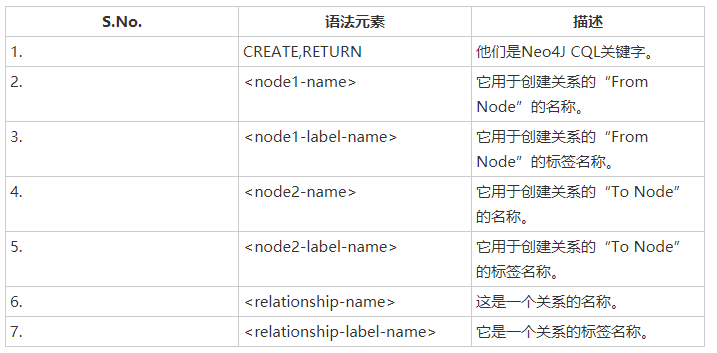 S.No. 语法元素 描述
1. CREATE,RETURN 他们是Neo4J CQL关键字。
2. <node1-name> 它用于创建关系的“From
Node”的名称。
3. <node1-label-name> 它用于创建关系的“From
Node”的标签名称。
4. <node2-name> 它用于创建关系的“To Node”
的名称。
5. <node2-label-name> 它用于创建关系的“To Node”
的标签名称。
6. <relationship-name> 这是一个关系的名称。
7. <relationship-label-name> 它是一个关系的标签名称。